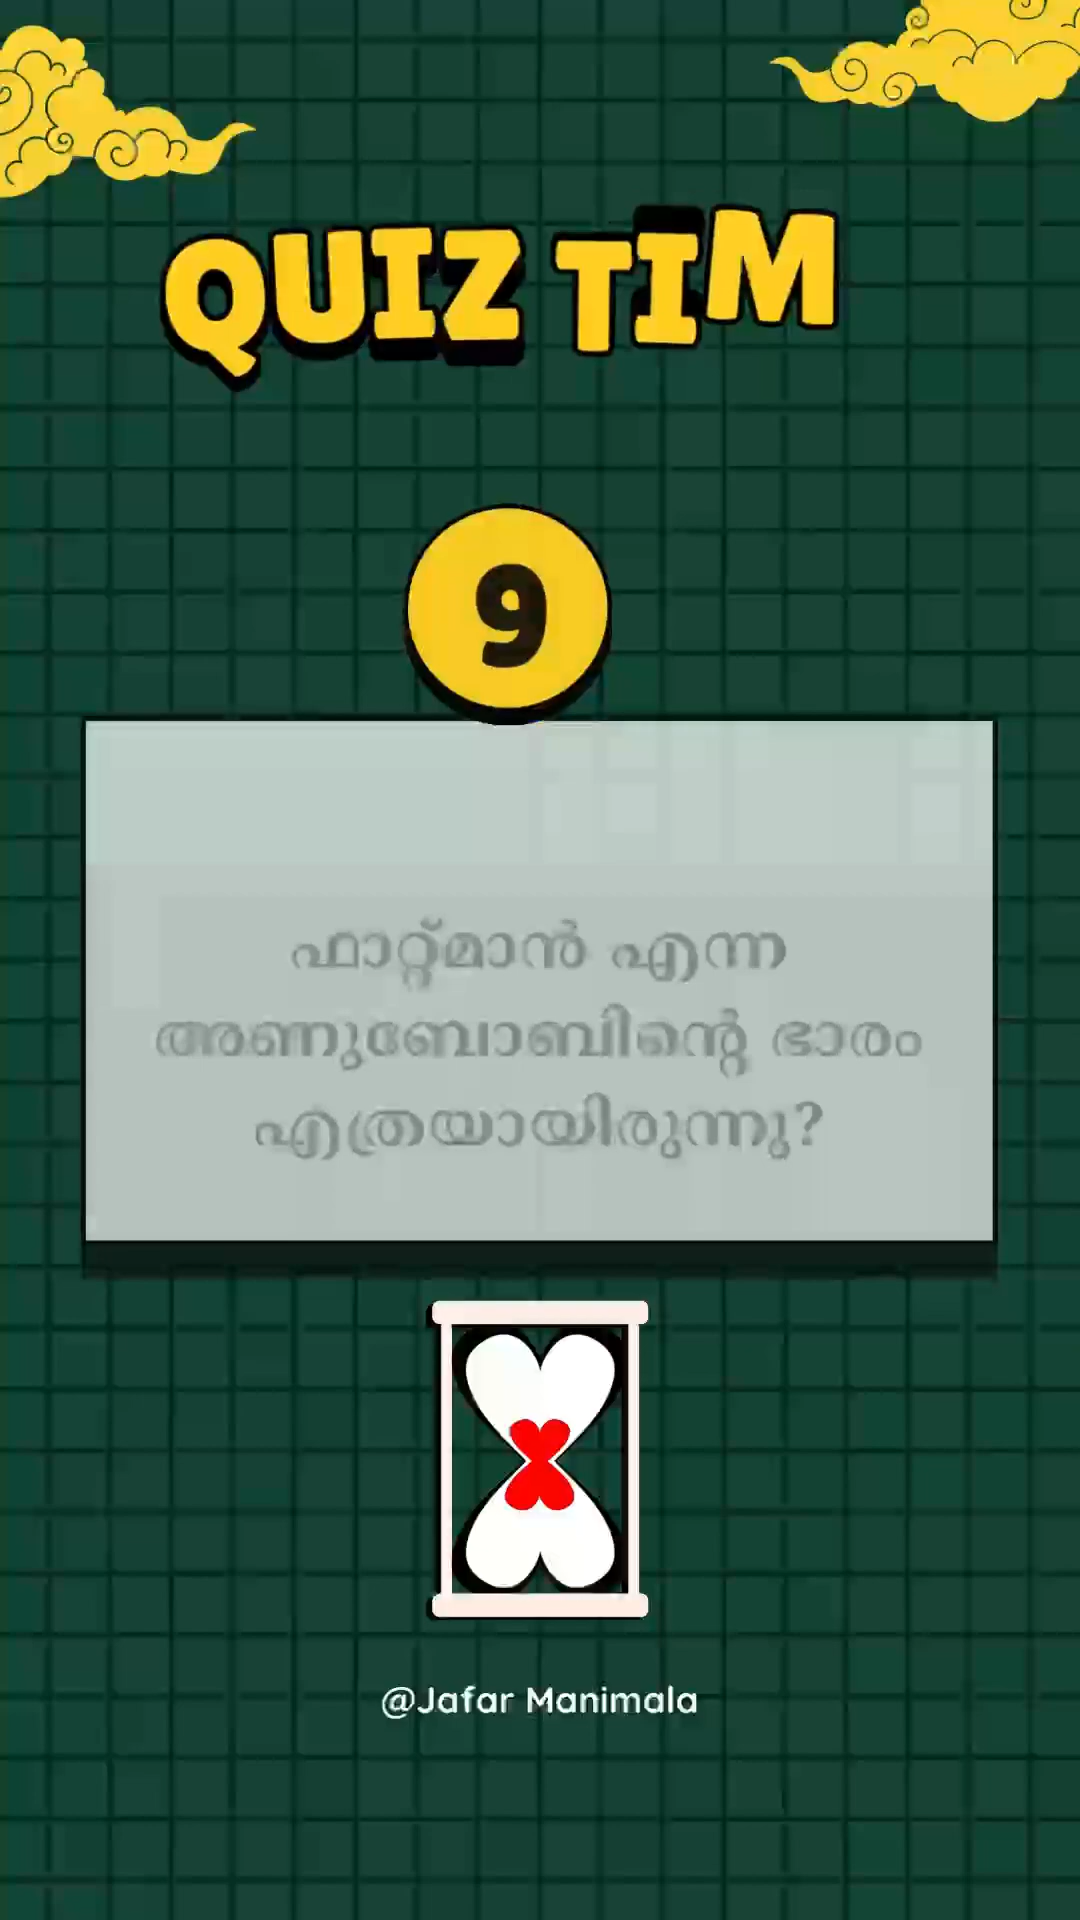 QUIZ TIM
9
ഫാറ്റ്മാൻ എന്ന
അണുബോബിന്റെ ഭാരം
എത്രയായിരുന്നു?
@Jafar Manimala